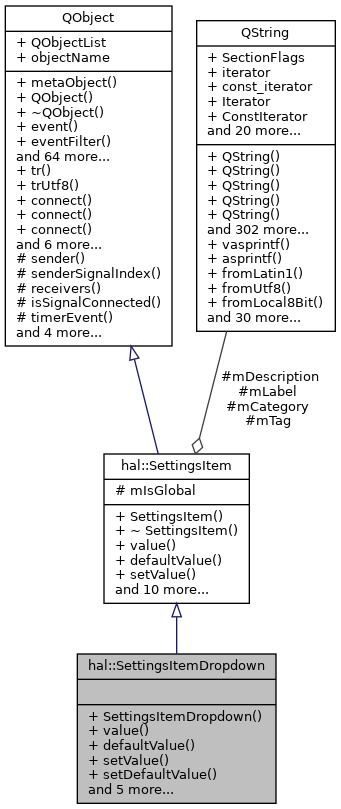 QObject
+ QObjectList
+ objectName
+ metaObject()
+ QObject()
+ ~QObject()
+ event()
+ eventFilter()
and 64 more...
+ tr()
+ trUtf8()
+ connect()
+ connect()
+ connect()
and 6 more...
# sender()
# senderSignalIndex()
# receivers()
# isSignalConnected()
# timerEvent()
and 4 more...
QString
+ SectionFlags
+ iterator
+ const_iterator
+ Iterator
+ ConstIterator
and 20 more...
+ QString()
+ QString()
+ QString()
+ QString()
+ QString()
and 302 more...
+ vasprintf()
+ asprintf()
+ fromLatin1()
+ fromUtf8()
+ fromLocal8Bit()
and 30 more...
#mDescription
#mLabel
#mCategory
#mTag
hal::SettingsItem
# mIsGlobal
+ SettingsItem()
+ ~ SettingsItem()
+ value()
+ defaultValue()
+ setValue()
and 10 more...
hal::SettingsItemDropdown
+ SettingsItemDropdown()
+ value()
+ defaultValue()
+ setValue()
+ setDefaultValue()
and 5 more...